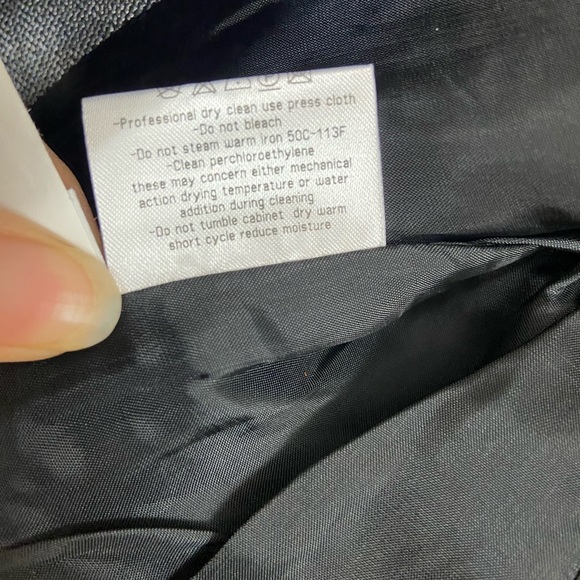 -Professional dry clean use press cloth
-Do not bleach
-Do not steam warm iron 50C-113F
-Clean perchloroethylene
these may concern either mechanical
action drying temperature or water
addition during cleaning
-Do not tumble cabinet dry warm
short cycle reduce moisture